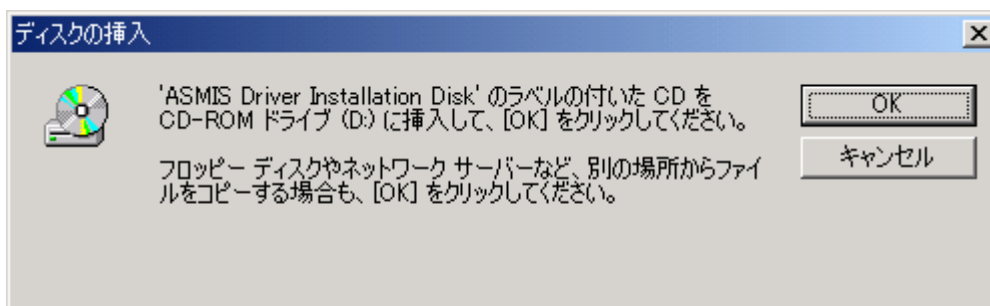 ディスクの挿入
'ASMIS Driver Installation Disk' のラベルの付いた CD を
CD-ROM ドライブ (D:) に挿入して、[OK] をクリックしてください。
フロッピー ディスクやネットワーク サーバーなど、別の場所からファイ
ルをコピーする場合も、[OK] をクリックしてください。
OK
キャンセル